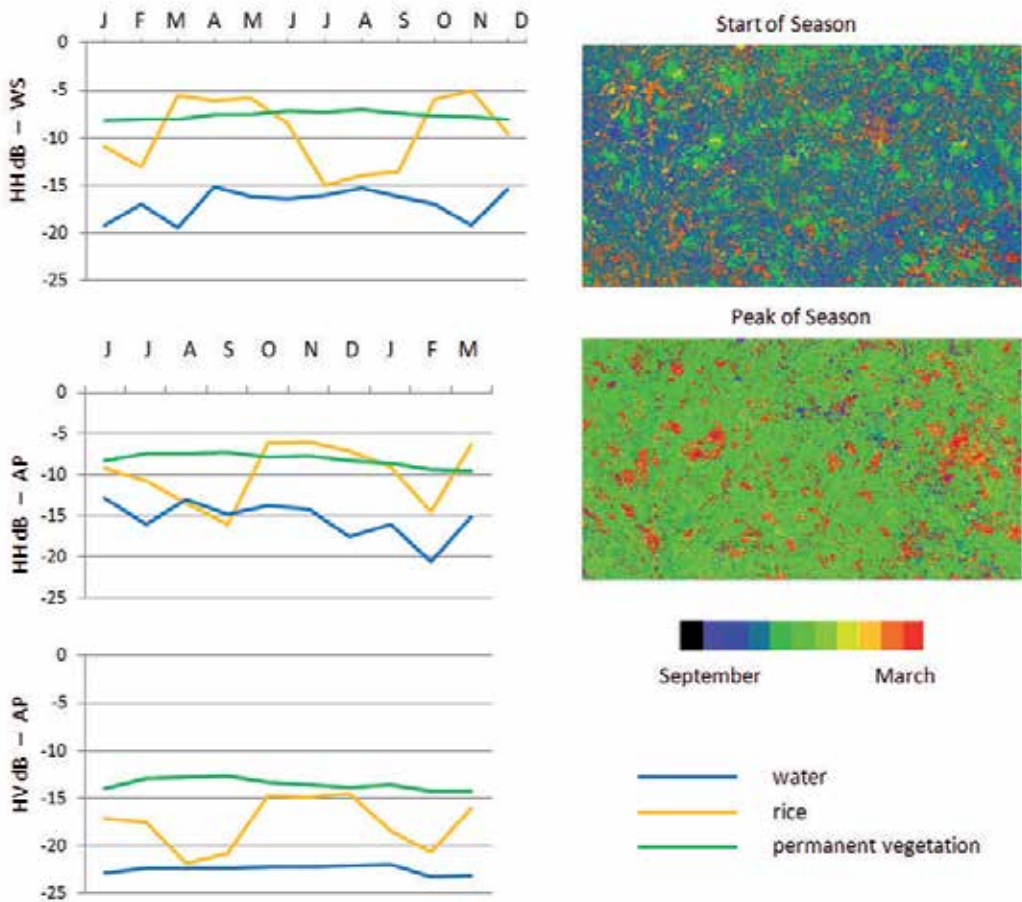 J F M A M J J A S O N D
0
-5
-10
-15
-20
-25
HH dB – WS
J J A S O N D J F M
0
-5
-10
-15
-20
-25
HH dB – AP
0
-5
-10
-15
-20
-25
HV dB – AP
Start of Season
Peak of Season
September March
water
rice
permanent vegetation